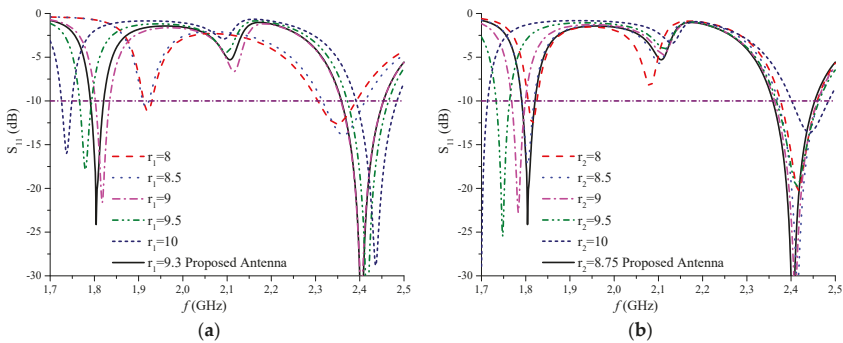 0
-5
-10
-15
-20
-25
-30
S₁₁ (dB)
r₁=8
r₁=8.5
r₁=9
r₁=9.5
r₁=10
r₁=9.3 Proposed Antenna
1,7 1,8 1,9 2,0 2,1 2,2 2,3 2,4 2,5
f (GHz)
(a)
0
-5
-10
-15
-20
-25
-30
S₁₁ (dB)
r₂=8
r₂=8.5
r₂=9
r₂=9.5
r₂=10
r₂=8.75 Proposed Antenna
1,7 1,8 1,9 2,0 2,1 2,2 2,3 2,4 2,5
f (GHz)
(b)